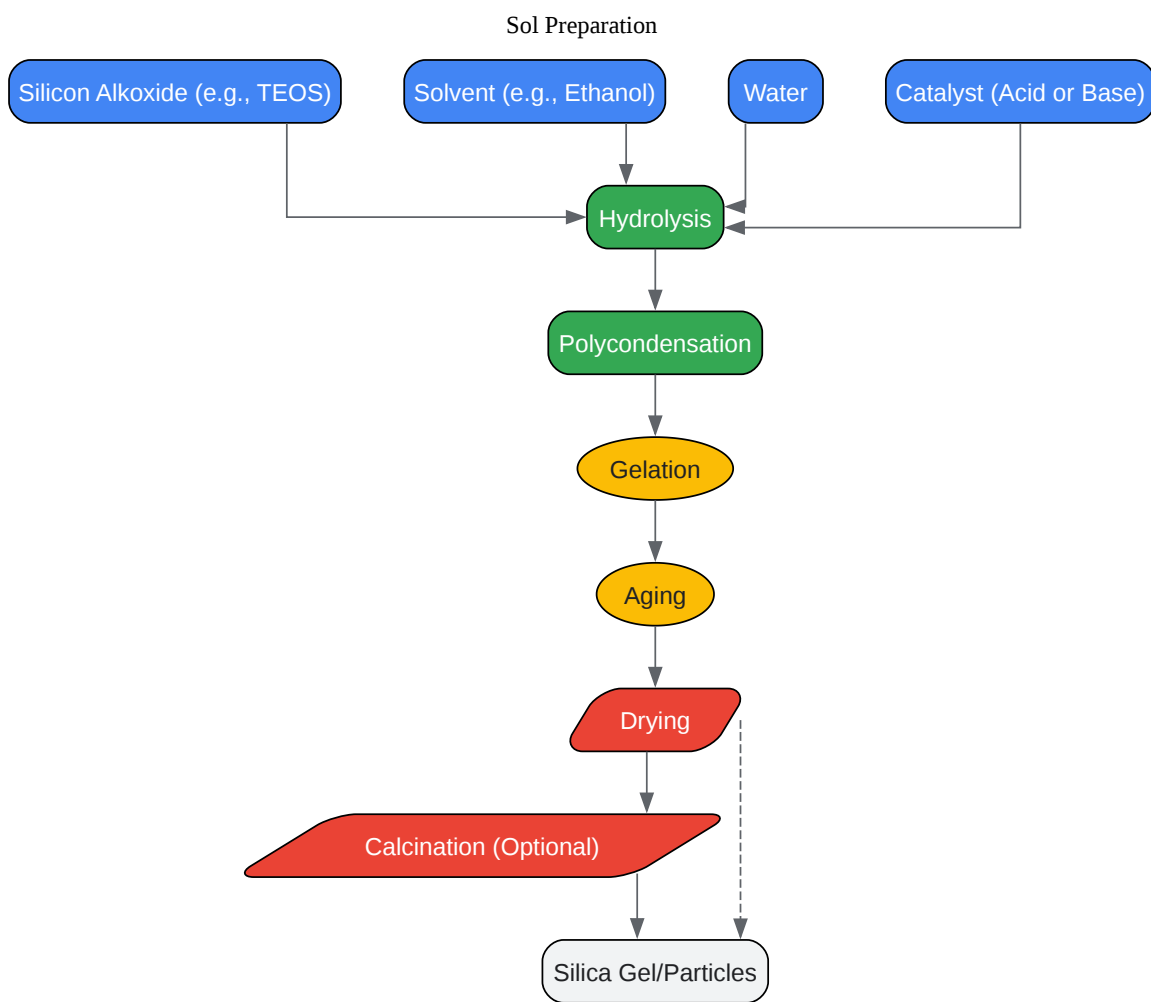 Sol Preparation
Silicon Alkoxide (e.g., TEOS)
Solvent (e.g., Ethanol)
Water
Catalyst (Acid or Base)
Hydrolysis
Polycondensation
Gelation
Aging
Drying
Calcination (Optional)
Silica Gel/Particles